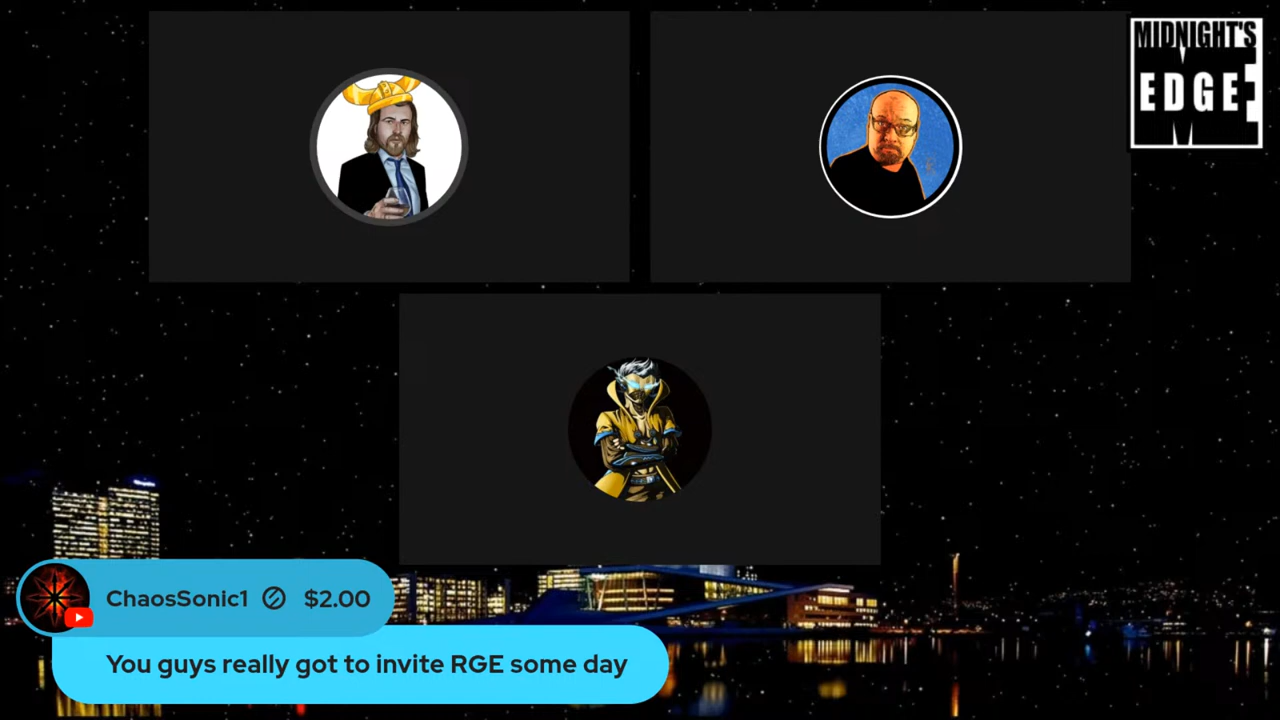 MIDNIGHT'S
EDGE
ChaosSonic1 $2.00
You guys really got to invite RGE some day